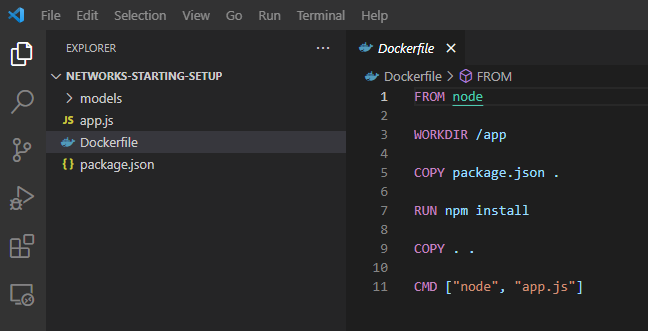 File Edit Selection View Go Run Terminal Help
EXPLORER ...
NETWORKS-STARTING-SETUP
models
JS app.js
Dockerfile
{} package.json
Dockerfile
Dockerfile > FROM
1 FROM node
2
3 WORKDIR /app
4
5 COPY package.json .
6
7 RUN npm install
8
9 COPY . .
10
11 CMD ["node", "app.js"]